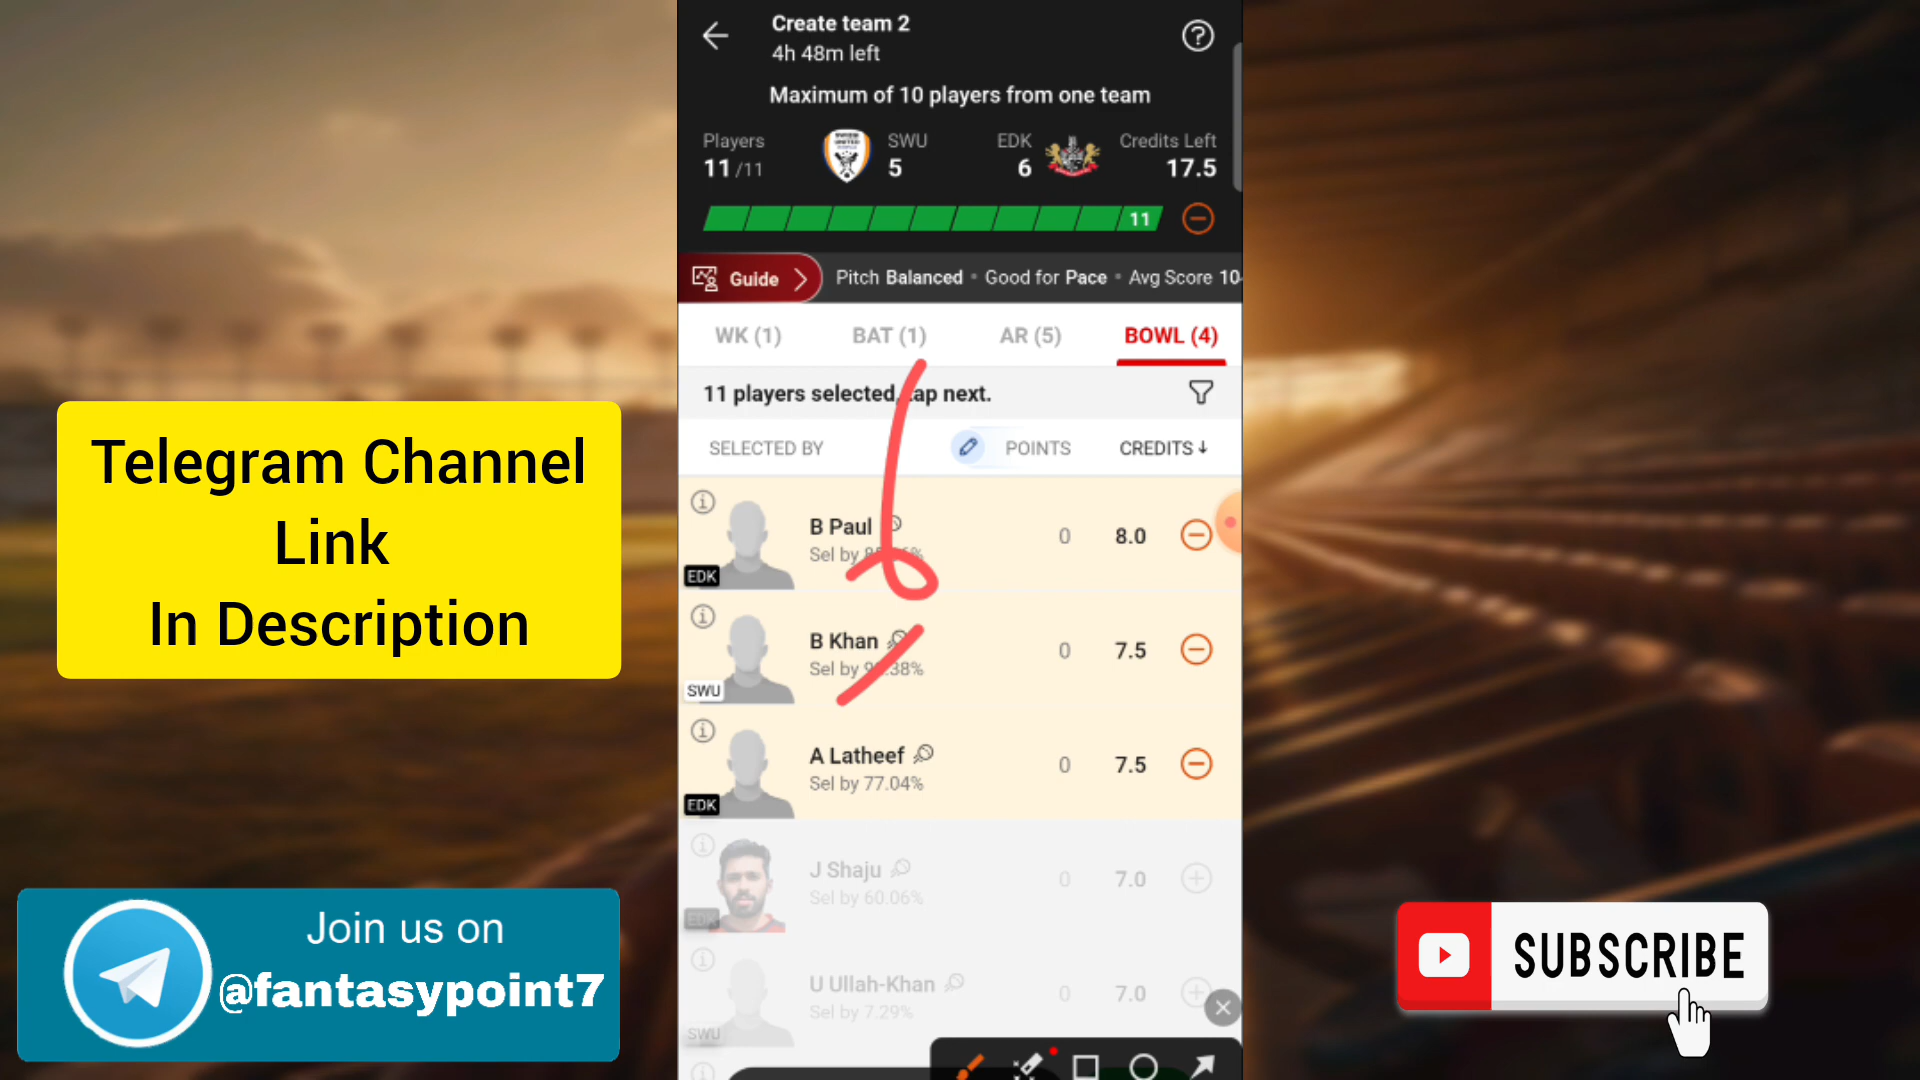 Create team 2
4h 48m left
Maximum of 10 players from one team
Players
11/11
SWU
5
EDK
6
Credits Left
17.5
11
Guide
Pitch Balanced • Good for Pace • Avg Score 10
WK (1) BAT (1) AR (5) BOWL (4)
11 players selected, tap next.
SELECTED BY POINTS CREDITS↓
B Paul
Sel by
0 8.0
EDK
B Khan
Sel by
0 7.5
SWU
A Latheef
Sel by 77.04%
0 7.5
EDK
J Shaju
Sel by 60.06%
0 7.0
EDK
U Ullah-Khan
Sel by 7.29%
0 7.0
SWU
Telegram Channel
Link
In Description
Join us on
@fantasypoint7
SUBSCRIBE